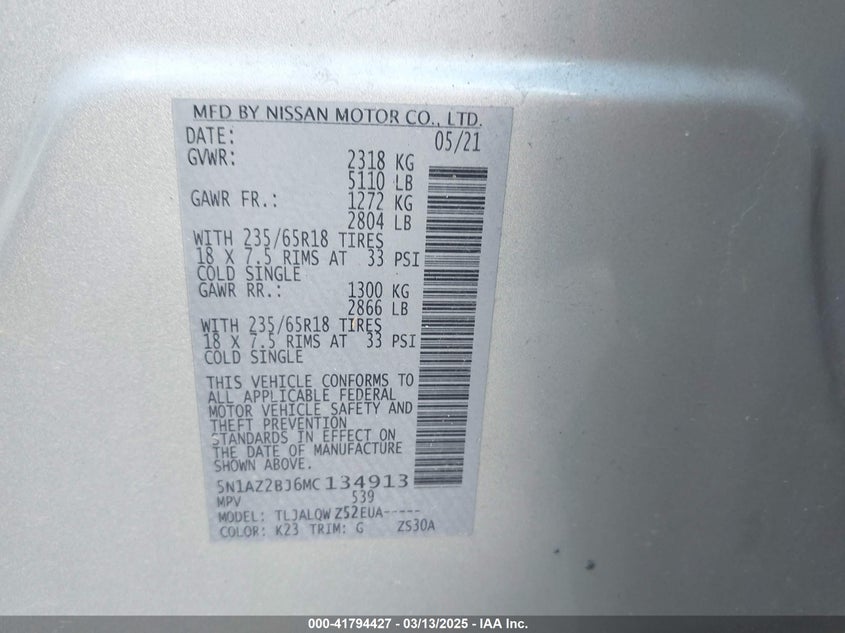 MFD BY NISSAN MOTOR CO., LTD.
DATE: 05/21
GVWR: 2318 KG
5110 LB
GAWR FR.: 1272 KG
2804 LB
WITH 235/65R18 TIRES
18 X 7.5 RIMS AT 33 PSI
COLD SINGLE
GAWR RR.: 1300 KG
2866 LB
WITH 235/65R18 TIRES
18 X 7.5 RIMS AT 33 PSI
COLD SINGLE
THIS VEHICLE CONFORMS TO
ALL APPLICABLE FEDERAL
MOTOR VEHICLE SAFETY AND
THEFT PREVENTION
STANDARDS IN EFFECT ON
THE DATE OF MANUFACTURE
SHOWN ABOVE.
5N1AZ2BJ6MC134913
MPV 539
MODEL: TLJALQW Z52EUA-----
COLOR: K23 TRIM: G ZS30A
000-41794427 - 03/13/2025 - IAA Inc.